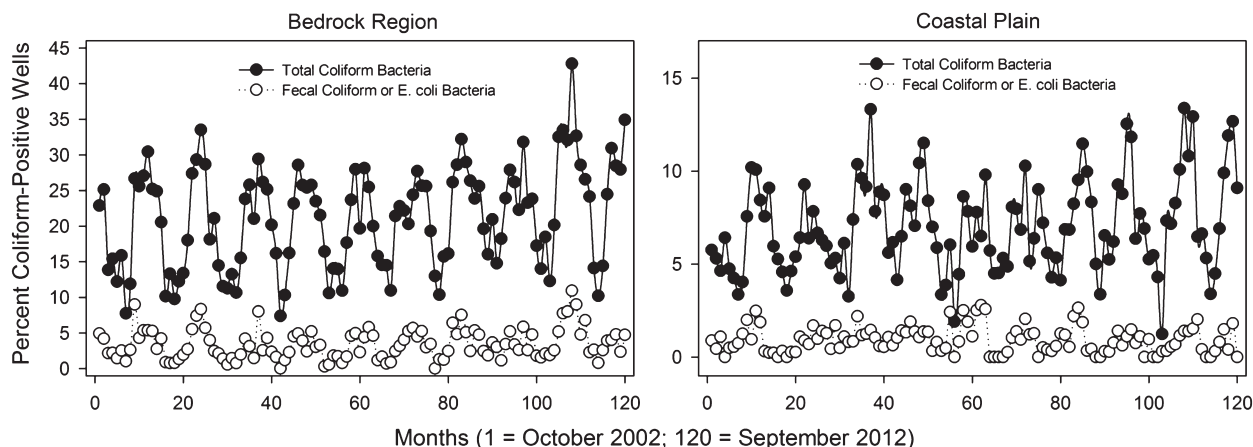 Bedrock Region
Coastal Plain
Percent Coliform-Positive Wells
45
40
35
30
25
20
15
10
5
0
Total Coliform Bacteria
Fecal Coliform or E. coli Bacteria
0 20 40 60 80 100 120
15
10
5
0
Total Coliform Bacteria
Fecal Coliform or E. coli Bacteria
0 20 40 60 80 100 120
Months (1 = October 2002; 120 = September 2012)